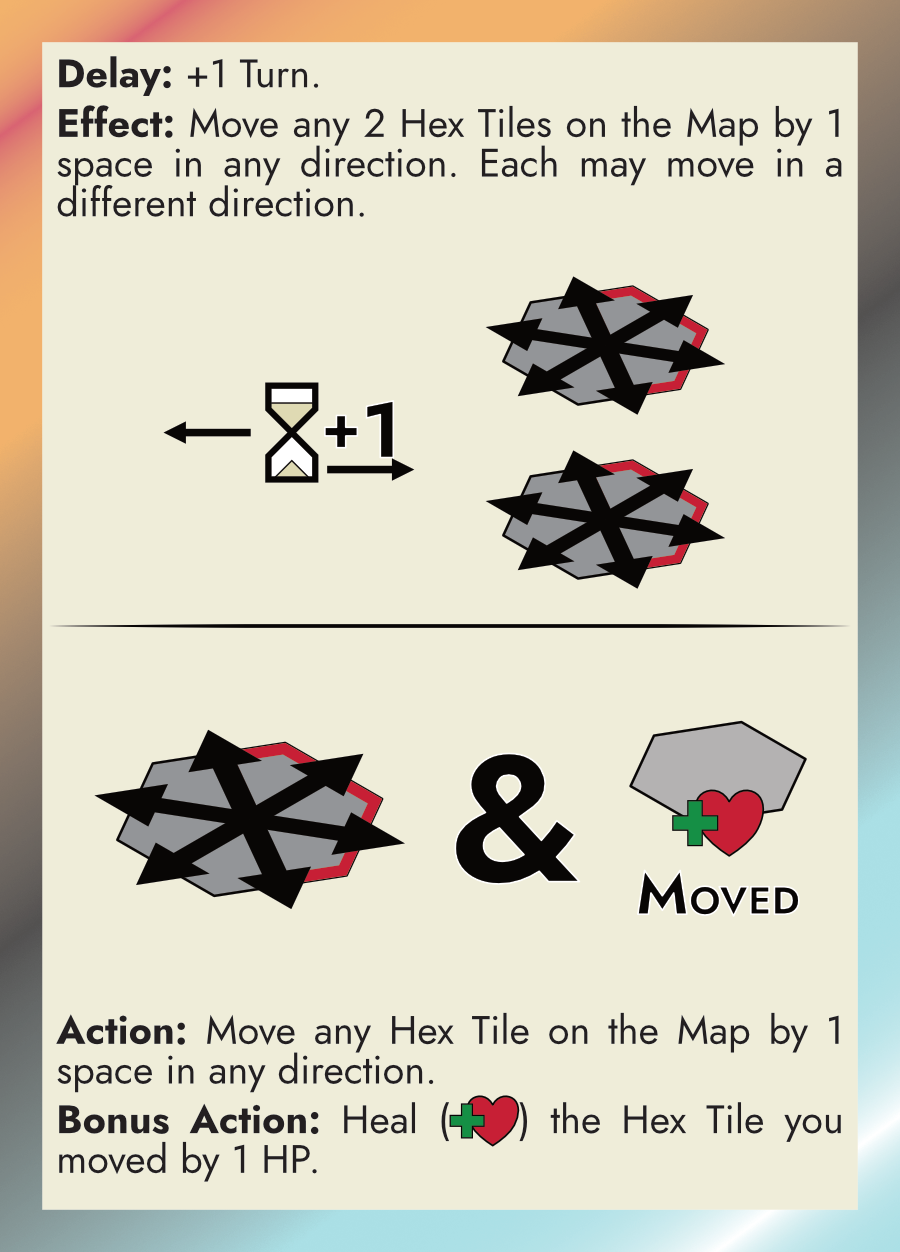 Delay: +1 Turn.
Effect: Move any 2 Hex Tiles on the Map by 1
space in any direction. Each may move in a
different direction.
+1
&
MOVED
Action: Move any Hex Tile on the Map by 1
space in any direction.
Bonus Action: Heal () the Hex Tile you
moved by 1 HP.